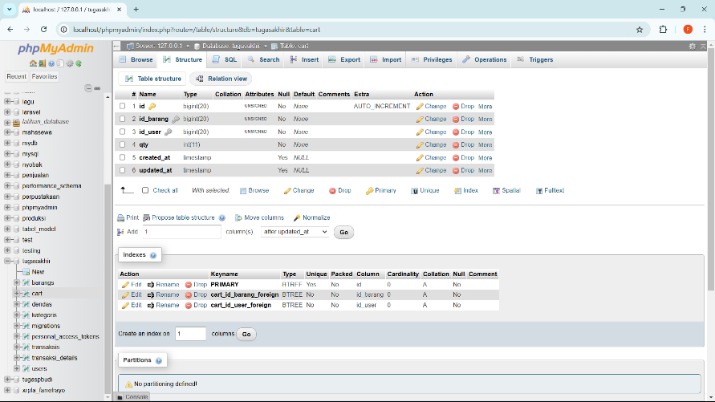 localhost / 127.0.0.1 / tugasakhir
localhost/phpmyadmin/index.php?route=/table/structure&db=tugasakhir&table=cart
phpMyAdmin
Recent Favorites
lagu
laravel
latihan_database
mahasiswa
mydb
mysql
nyobak
penjualan
performance_schema
perpustakaan
phpmyadmin
produksi
tabel_model
test
testing
tugasakhir
New
barangs
cart
dendas
kategoris
migrations
personal_access_tokens
transaksis
transaksi_details
users
tugaspbdl
Server: 127.0.0.1 » Database: tugasakhir » Table: cart
Browse Structure SQL Search Insert Export Import Privileges Operations Triggers
Table structure Relation view
# Name Type Collation Attributes Null Default Comments Extra Action
1 id bigint(20) UNSIGNED No None AUTO_INCREMENT Change Drop More
2 id_barang bigint(20) UNSIGNED No None Change Drop More
3 id_user bigint(20) UNSIGNED No None Change Drop More
4 qty int(11) No None Change Drop More
5 created_at timestamp Yes NULL Change Drop More
6 updated_at timestamp Yes NULL Change Drop More
Check all With selected: Browse Change Drop Primary Unique Index Spatial Fulltext
Print Propose table structure Move columns Normalize
Add 1 column(s) after updated_at Go
Indexes
Action Keyname Type Unique Packed Column Cardinality Collation Null Comment
Edit Rename Drop PRIMARY BTREE Yes No id 0 A No
Edit Rename Drop cart_id_barang_foreign BTREE No No id_barang 0 A No
Edit Rename Drop cart_id_user_foreign BTREE No No id_user 0 A No
Create an index on 1 columns Go
Partitions
No partitioning defined!
Console